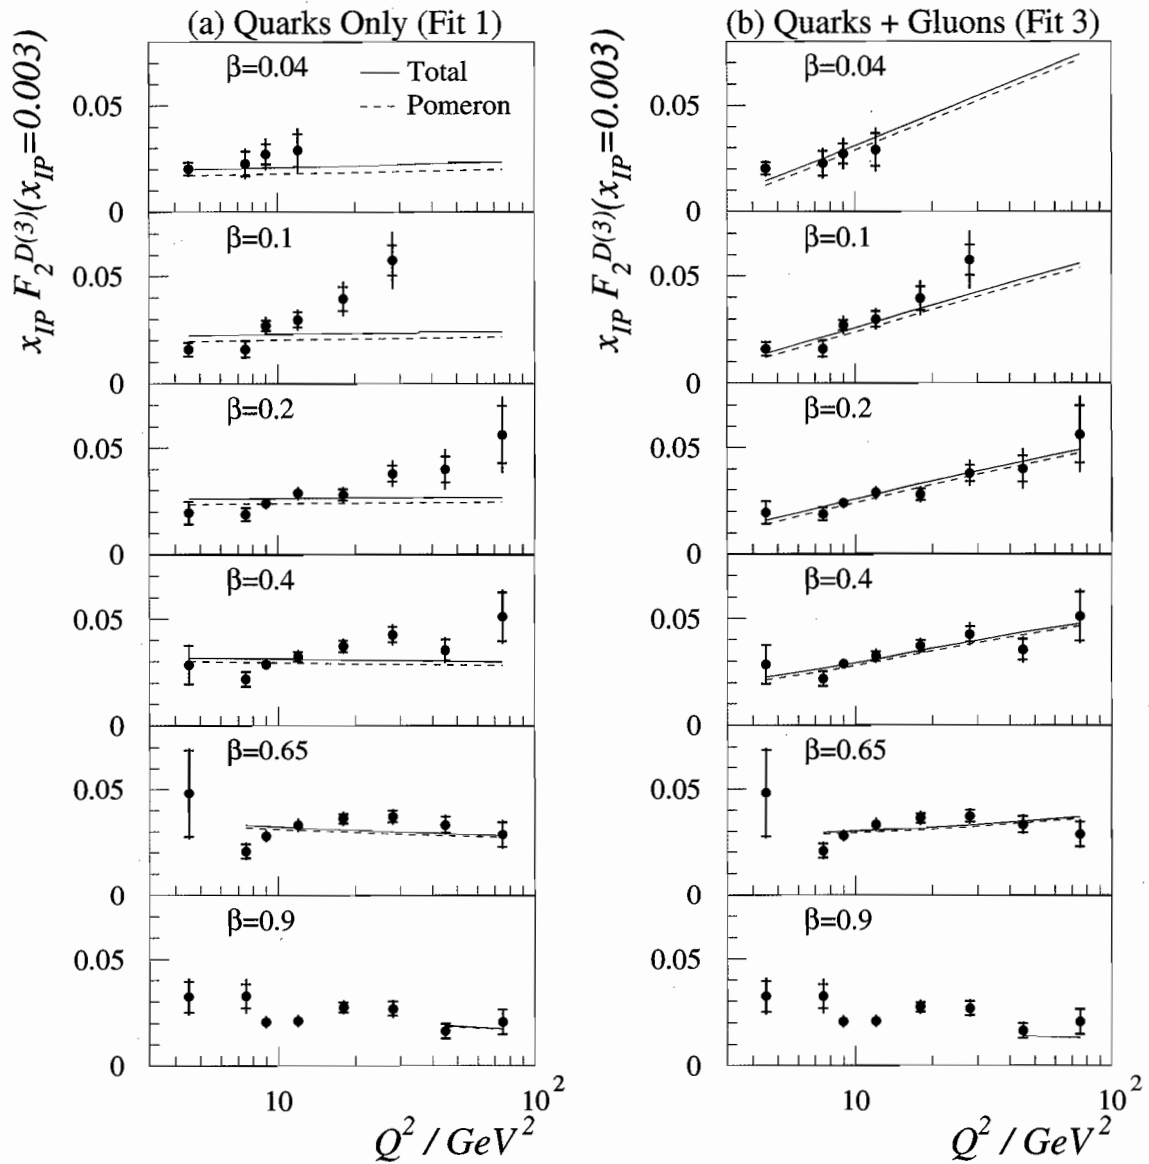 (a) Quarks Only (Fit 1)
x_IP F_2^D(3)(x_IP=0.003)
β=0.04
Total
Pomeron
0.05
0
β=0.1
0.05
0
β=0.2
0.05
0
β=0.4
0.05
0
β=0.65
0.05
0
β=0.9
0.05
0
10
10^2
Q^2 / GeV^2
(b) Quarks + Gluons (Fit 3)
x_IP F_2^D(3)(x_IP=0.003)
β=0.04
0.05
0
β=0.1
0.05
0
β=0.2
0.05
0
β=0.4
0.05
0
β=0.65
0.05
0
β=0.9
0.05
0
10
10^2
Q^2 / GeV^2